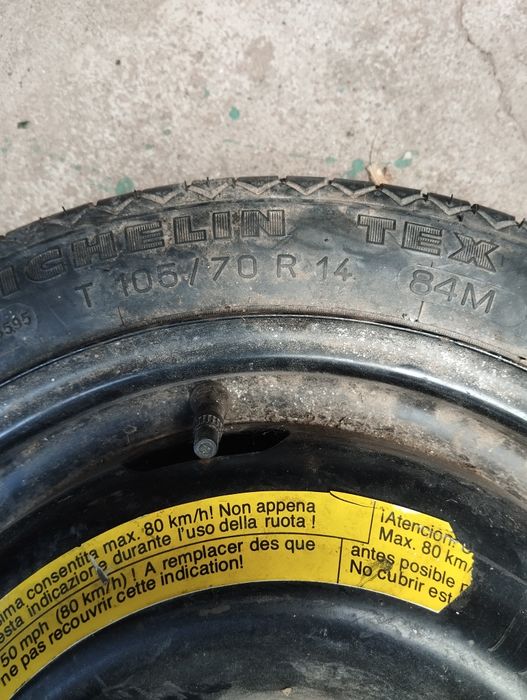 MICHELIN TEX
T 105/70 R 14 84M
consentita max. 80 km/h! Non appena
indicazione durante l'uso della ruota !
50 mph (80 km/h) ! A remplacer des que
ne pas recouvrir cette indication!
¡Atención
Max. 80 km/
antes posible
No cubrir est